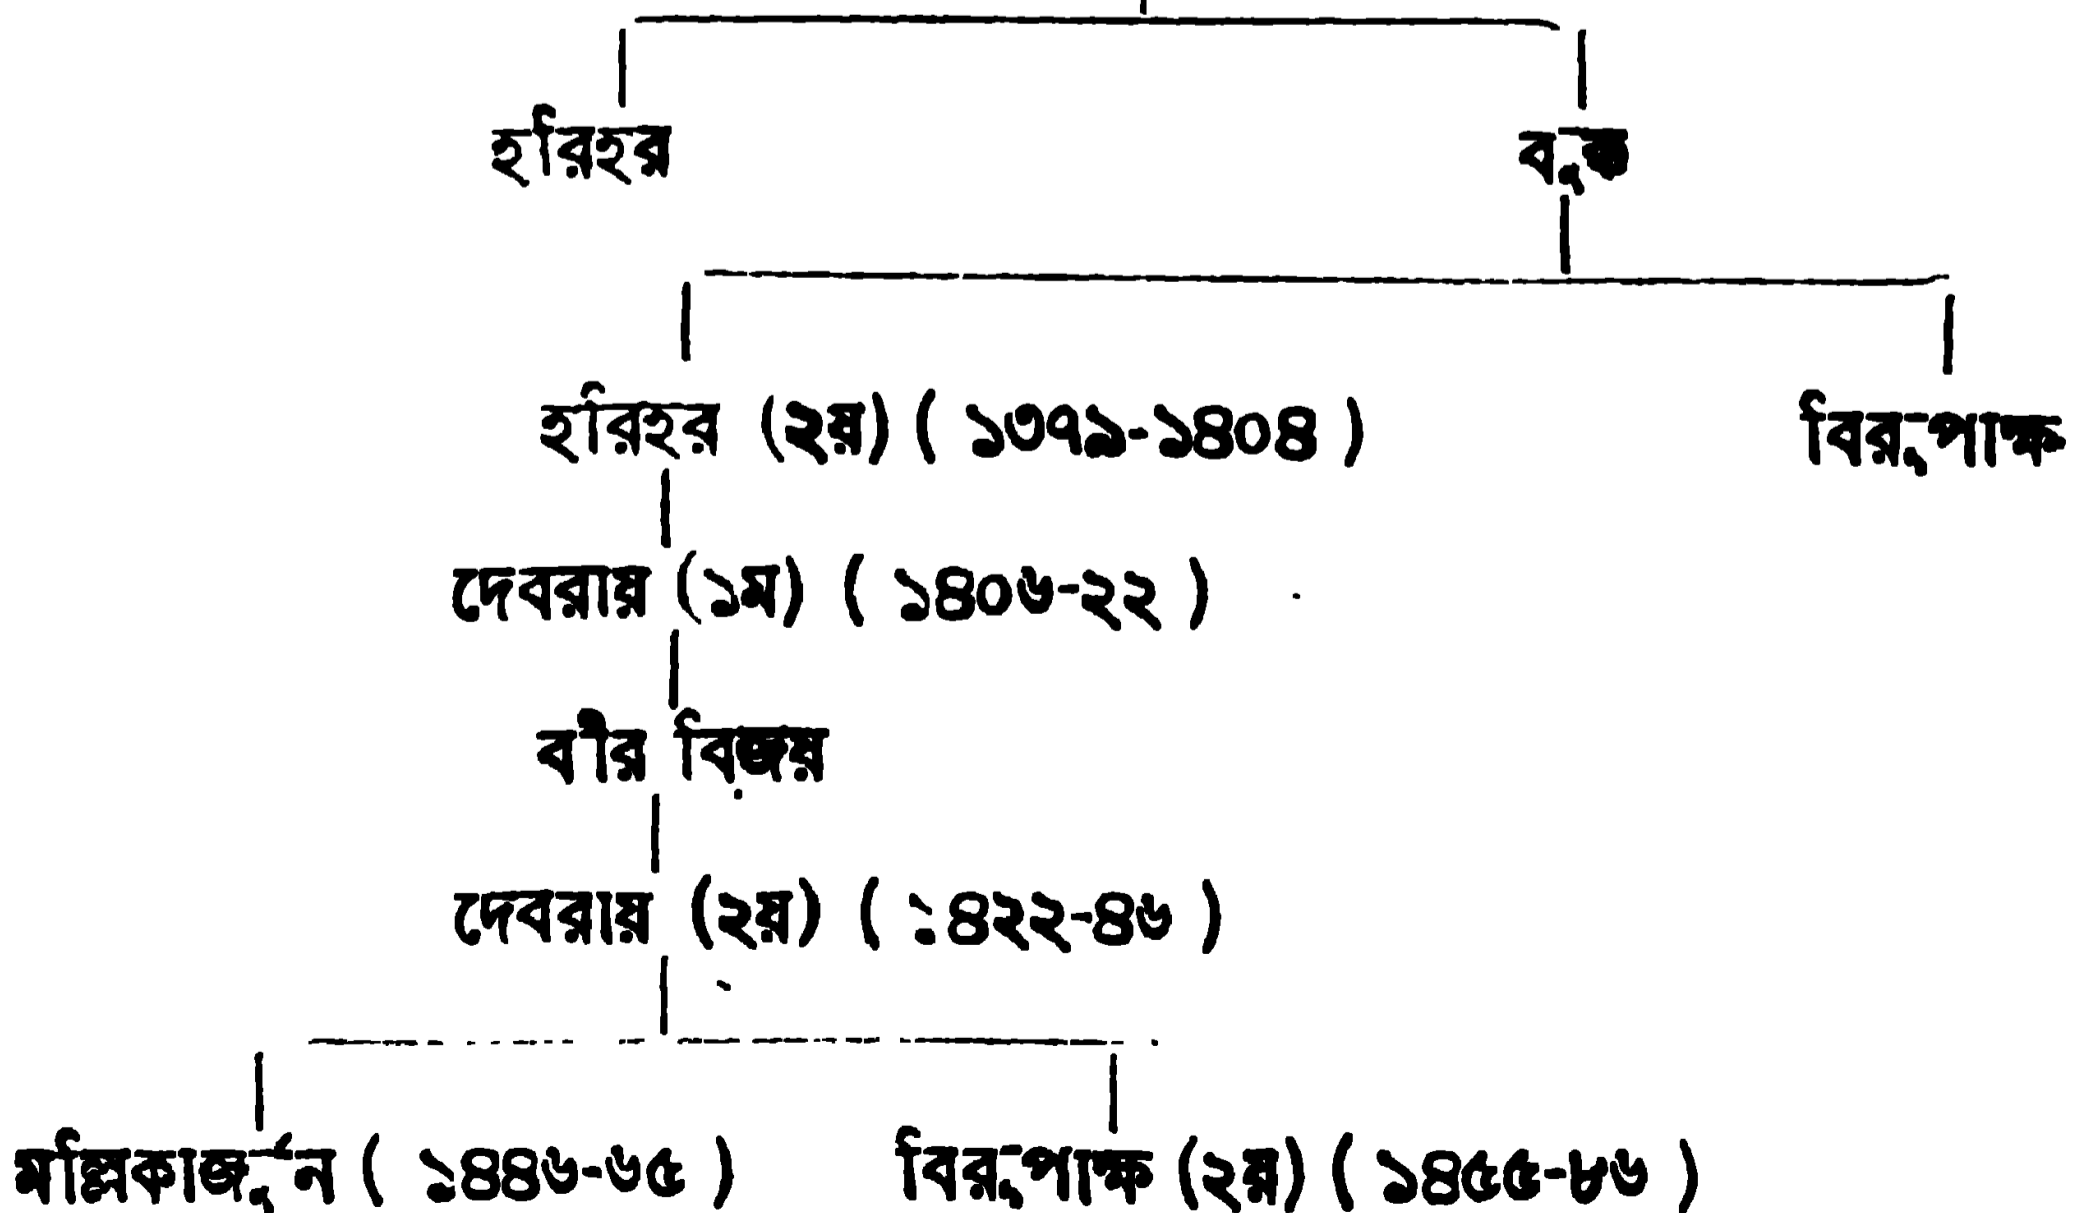 হরিহর বুক্ক
হরিহর (২য়) ( ১৩৭৯-১৪০৪ ) বিরূপাক্ষ
দেবরায় (১ম) ( ১৪০৬-২২ )
বীর বিজয়
দেবরায় (২য়) ( ১৪২২-৪৬ )
মল্লিকার্জুন ( ১৪৪৬-৬৫ ) বিরূপাক্ষ (২য়) ( ১৪৫৫-৮৬ )